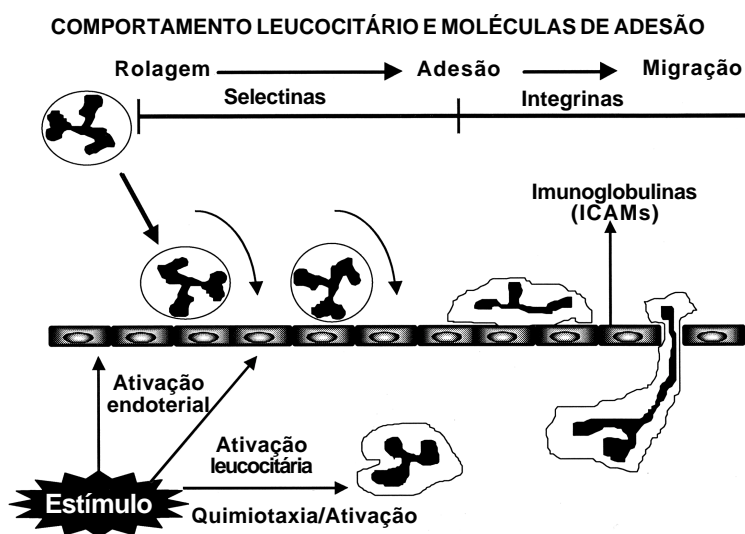 COMPORTAMENTO LEUCOCITÁRIO E MOLÉCULAS DE ADESÃO
Rolagem Adesão Migração
Selectinas Integrinas
Imunoglobulinas
(ICAMs)
Ativação
endoterial
Ativação
leucocitária
Estímulo
Quimiotaxia/Ativação